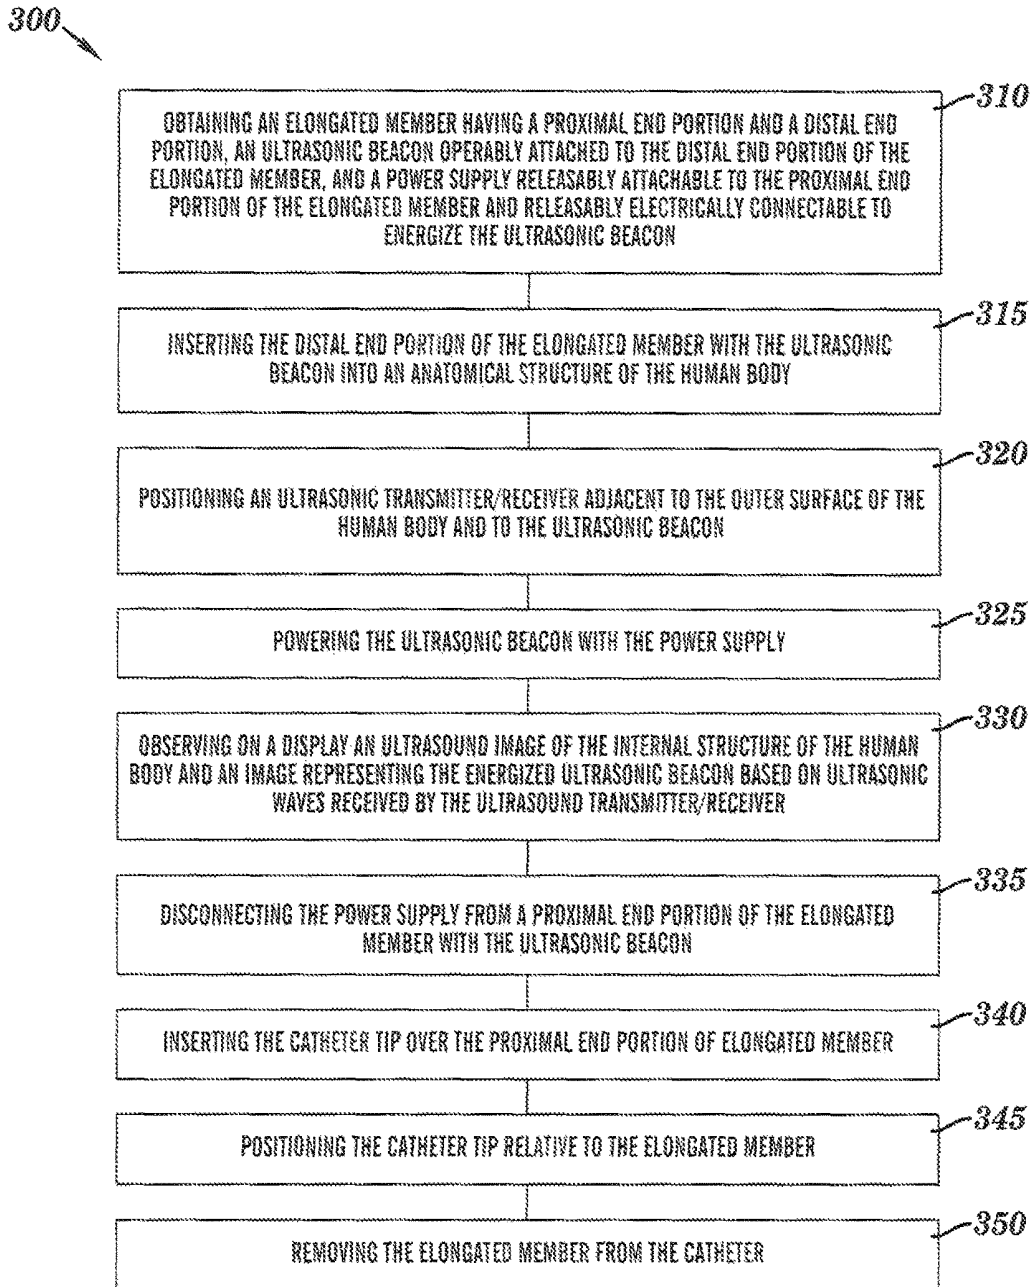 300
310
OBTAINING AN ELONGATED MEMBER HAVING A PROXIMAL END PORTION AND A DISTAL END
PORTION, AN ULTRASONIC BEACON OPERABLY ATTACHED TO THE DISTAL END PORTION OF THE
ELONGATED MEMBER, AND A POWER SUPPLY RELEASABLY ATTACHABLE TO THE PROXIMAL END
PORTION OF THE ELONGATED MEMBER AND RELEASABLY ELECTRICALLY CONNECTABLE TO
ENERGIZE THE ULTRASONIC BEACON
315
INSERTING THE DISTAL END PORTION OF THE ELONGATED MEMBER WITH THE ULTRASONIC
BEACON INTO AN ANATOMICAL STRUCTURE OF THE HUMAN BODY
320
POSITIONING AN ULTRASONIC TRANSMITTER/RECEIVER ADJACENT TO THE OUTER SURFACE OF THE
HUMAN BODY AND TO THE ULTRASONIC BEACON
325
POWERING THE ULTRASONIC BEACON WITH THE POWER SUPPLY
330
OBSERVING ON A DISPLAY AN ULTRASOUND IMAGE OF THE INTERNAL STRUCTURE OF THE HUMAN
BODY AND AN IMAGE REPRESENTING THE ENERGIZED ULTRASONIC BEACON BASED ON ULTRASONIC
WAVES RECEIVED BY THE ULTRASOUND TRANSMITTER/RECEIVER
335
DISCONNECTING THE POWER SUPPLY FROM A PROXIMAL END PORTION OF THE ELONGATED
MEMBER WITH THE ULTRASONIC BEACON
340
INSERTING THE CATHETER TIP OVER THE PROXIMAL END PORTION OF ELONGATED MEMBER
345
POSITIONING THE CATHETER TIP RELATIVE TO THE ELONGATED MEMBER
350
REMOVING THE ELONGATED MEMBER FROM THE CATHETER